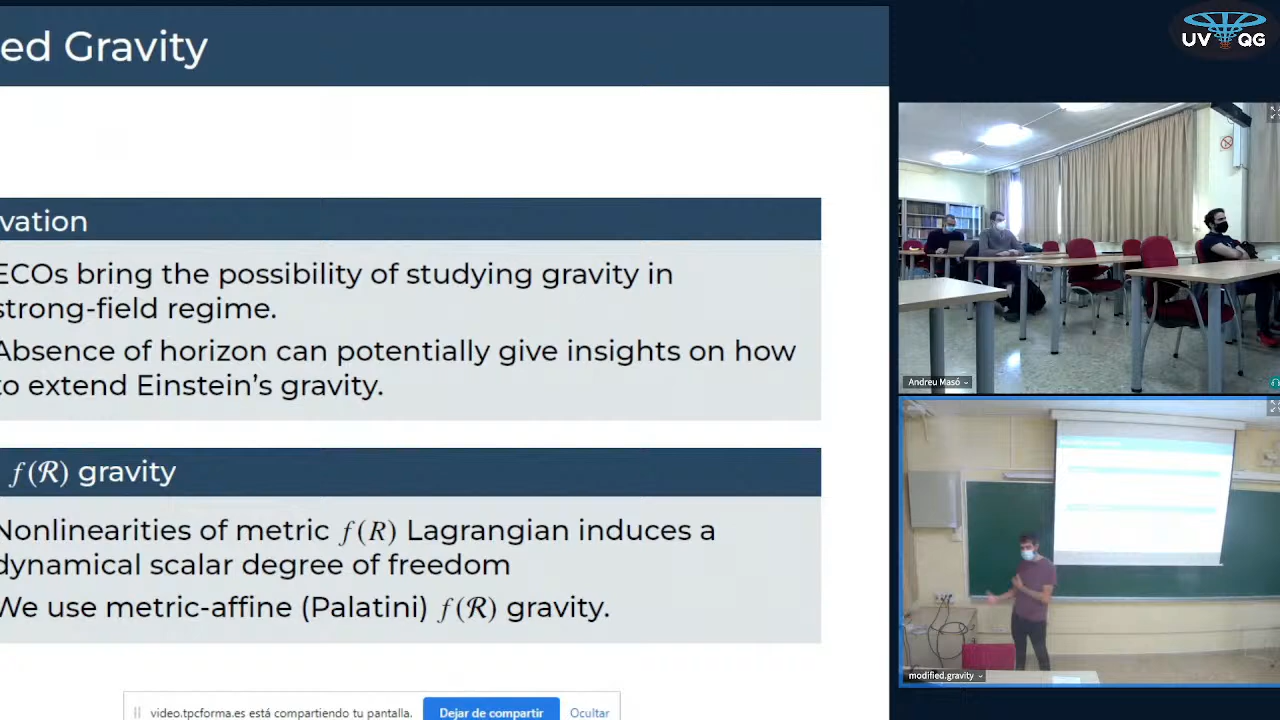 ed Gravity
UV QG
vation
ECOs bring the possibility of studying gravity in
strong-field regime.
Absence of horizon can potentially give insights on how
to extend Einstein's gravity.
f(ℛ) gravity
Nonlinearities of metric f(R) Lagrangian induces a
dynamical scalar degree of freedom
We use metric-affine (Palatini) f(ℛ) gravity.
Andreu Masó
modified.gravity
video.tpcforma.es está compartiendo tu pantalla.
Dejar de compartir
Ocultar